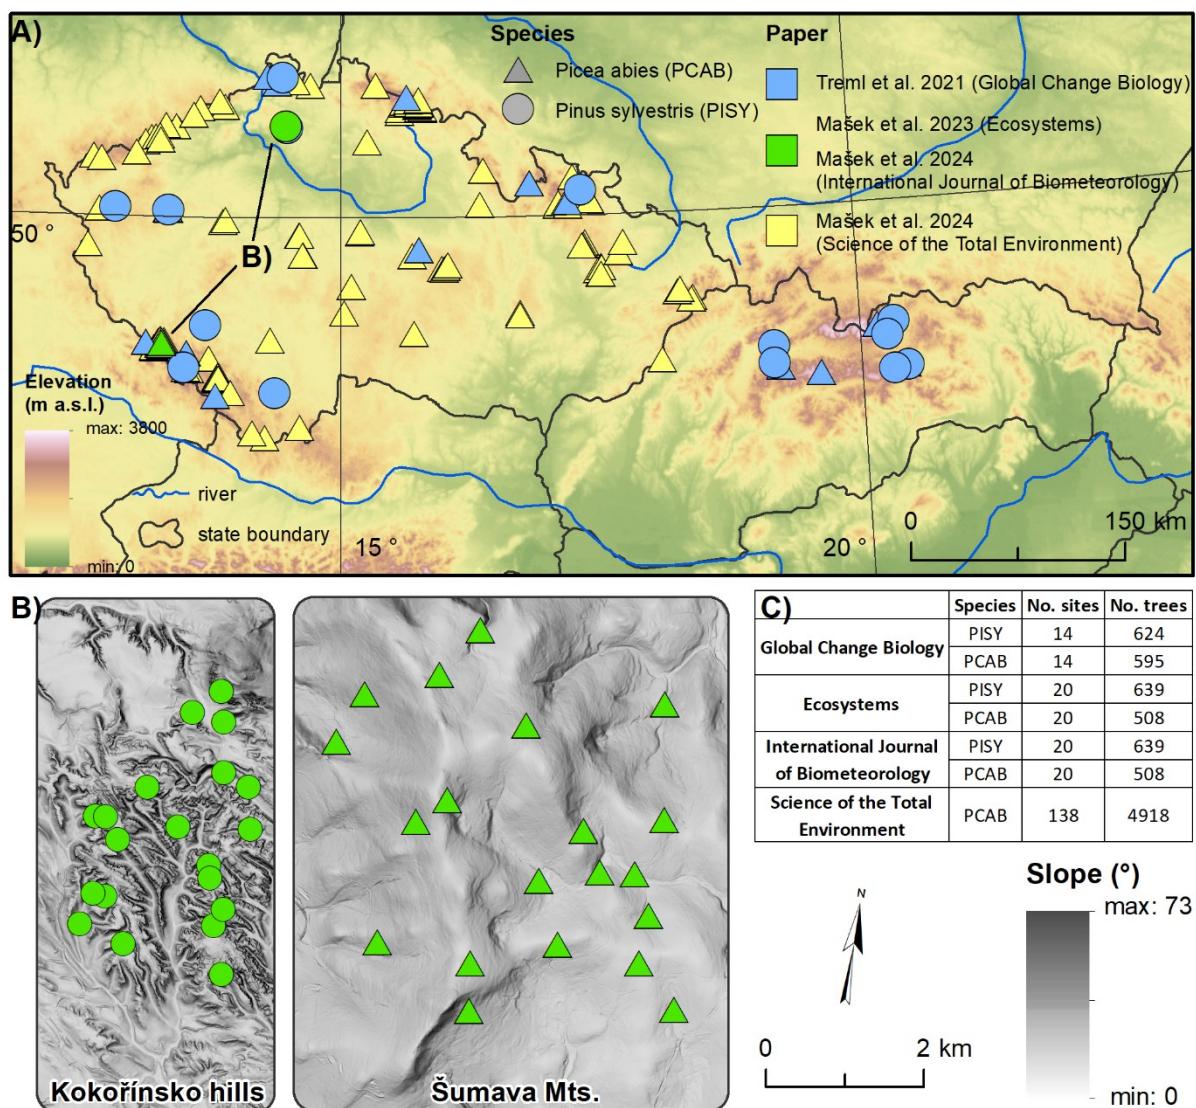 A)
Species
Picea abies (PCAB)
Pinus sylvestris (PISY)
Paper
Treml et al. 2021 (Global Change Biology)
Mašek et al. 2023 (Ecosystems)
Mašek et al. 2024
(International Journal of Biometeorology)
Mašek et al. 2024
(Science of the Total Environment)
50 °
B)
Elevation
(m a.s.l.)
max: 3800
min: 0
river
state boundary
15 °
20 °
0 150 km
B)
Kokořínsko hills
Šumava Mts.
C)
Species No. sites No. trees
Global Change Biology PISY 14 624
PCAB 14 595
Ecosystems PISY 20 639
PCAB 20 508
International Journal PISY 20 639
of Biometeorology PCAB 20 508
Science of the Total
Environment PCAB 138 4918
N
0 2 km
Slope (°)
max: 73
min: 0